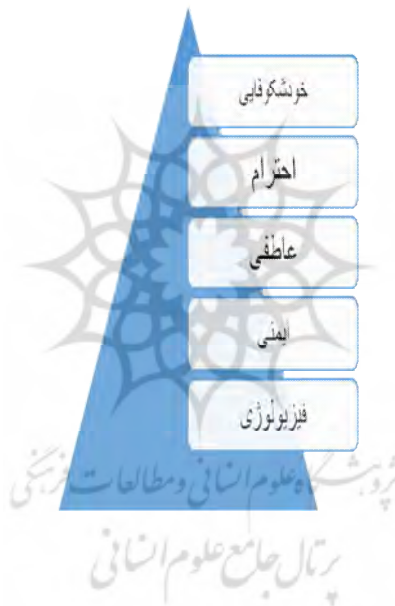 خودشکوفایی
احترام
عاطفی
ایمنی
فیزیولوژی
پژوهشگاه علوم انسانی و مطالعات فرهنگی
پرتال جامع علوم انسانی